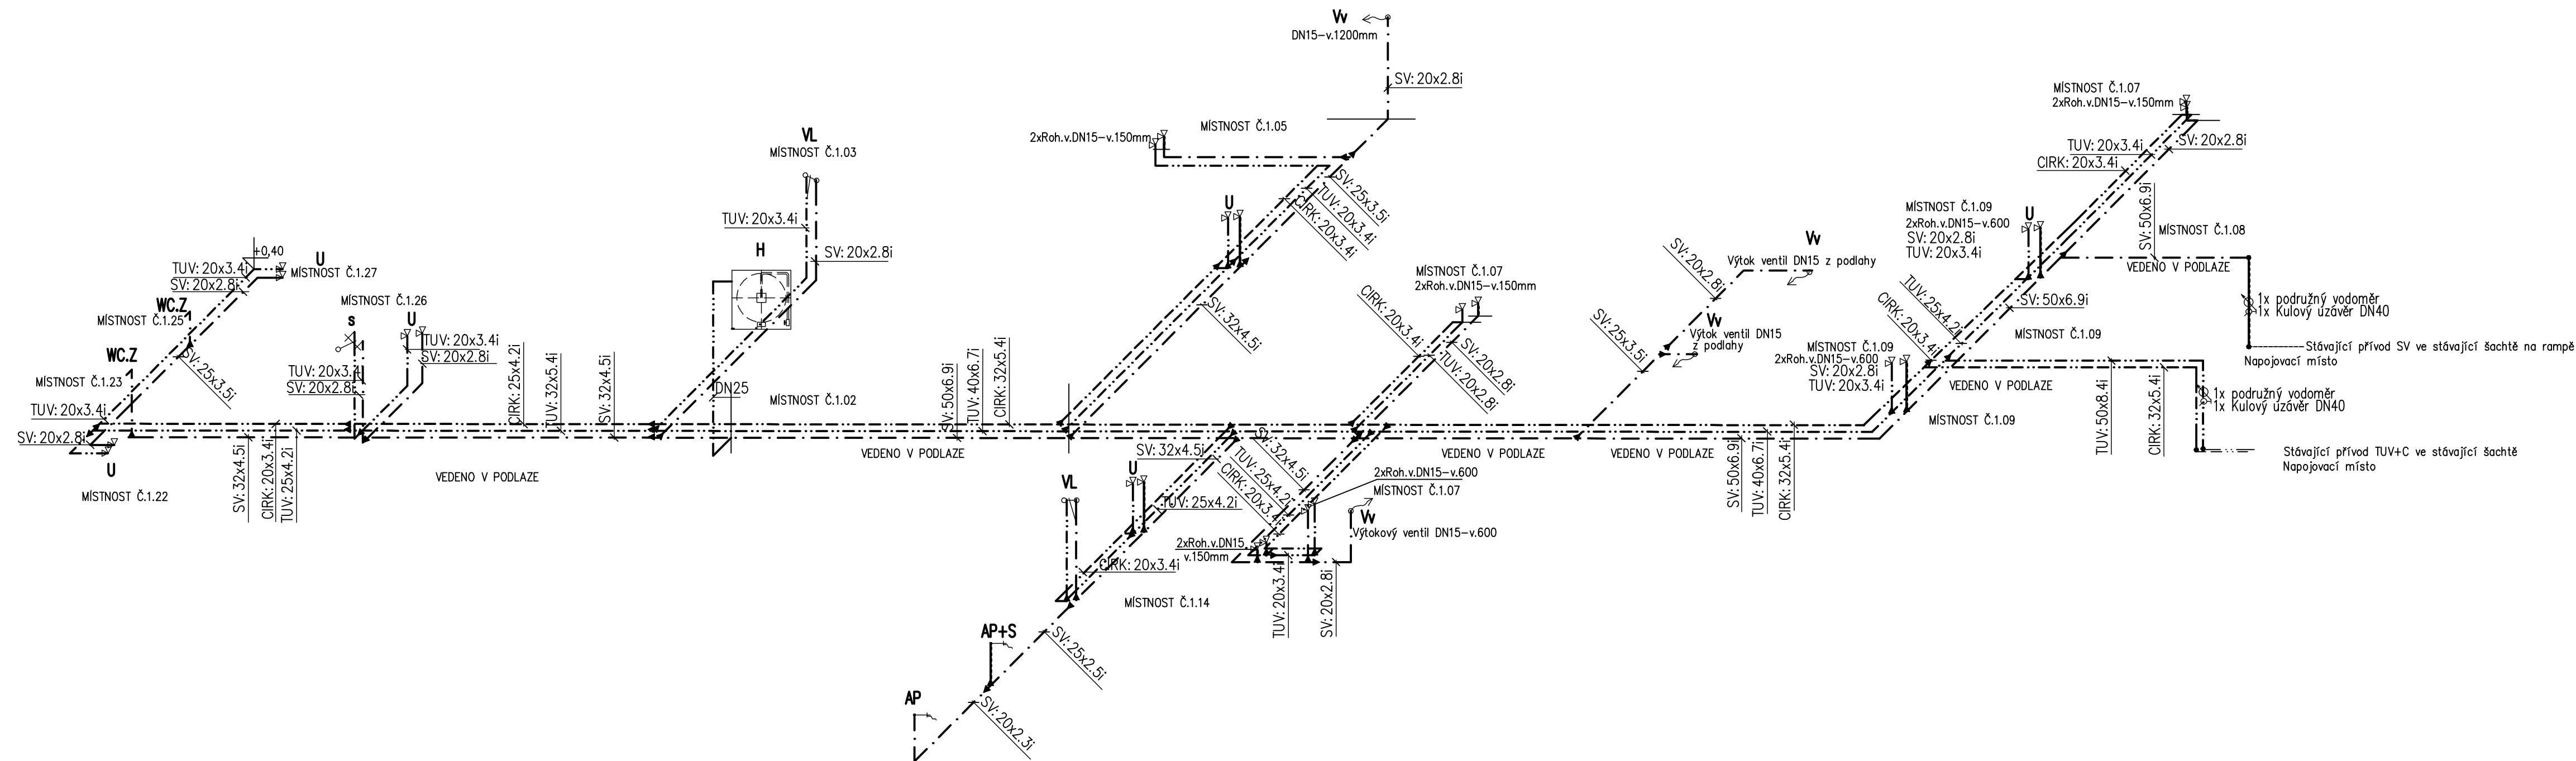 Vv
DN15-v.1200mm
SV: 20x2.8i
MÍSTNOST Č.1.05
2xRoh.v.DN15-v.150mm
VL
MÍSTNOST Č.1.03
TUV: 20x3.4i
SV: 20x2.8i
H
DN25
MÍSTNOST Č.1.02
+0,40
U
TUV: 20x3.4i
MÍSTNOST Č.1.27
SV: 20x2.8i
WC.Z
MÍSTNOST Č.1.25
SV: 25x3.5i
WC.Z
MÍSTNOST Č.1.23
TUV: 20x3.4i
SV: 20x2.8i
U
MÍSTNOST Č.1.22
MÍSTNOST Č.1.26
s
U
TUV: 20x3.4i
SV: 20x2.8i
TUV: 20x3.4i
SV: 20x2.8i
SV: 32x4.5i
CIRK: 20x3.4i
TUV: 25x4.2i
VEDENO V PODLAZE
CIRK: 25x4.2i
TUV: 32x5.4i
SV: 32x4.5i
U
SV: 25x3.5i
TUV: 20x3.4i
CIRK: 20x3.4i
SV: 32x4.5i
SV: 50x6.9i
TUV: 40x6.7i
CIRK: 32x5.4i
VEDENO V PODLAZE
SV: 32x4.5i
U
VL
TUV: 25x4.2i
CIRK: 20x3.4i
MÍSTNOST Č.1.14
AP+S
SV: 25x2.5i
AP
SV: 20x2.3i
MÍSTNOST Č.1.07
2xRoh.v.DN15-v.150mm
CIRK: 20x3.4i
SV: 20x2.8i
TUV: 20x2.8i
SV: 32x4.5i
TUV: 25x4.2i
CIRK: 20x3.4i
2xRoh.v.DN15-v.600
MÍSTNOST Č.1.07
Vv
Výtokový ventil DN15-v.600
2xRoh.v.DN15
v.150mm
TUV: 20x3.4i
SV: 20x2.8i
VEDENO V PODLAZE
VEDENO V PODLAZE
Vv
Výtok ventil DN15 z podlahy
SV: 20x2.8i
Vv
Výtok ventil DN15
z podlahy
SV: 25x3.5i
SV: 50x6.9i
TUV: 40x6.7i
CIRK: 32x5.4i
MÍSTNOST Č.1.07
2xRoh.v.DN15-v.150mm
TUV: 20x3.4i
SV: 20x2.8i
CIRK: 20x3.4i
MÍSTNOST Č.1.09
2xRoh.v.DN15-v.600
U
SV: 20x2.8i
TUV: 20x3.4i
SV: 50x6.9i
MÍSTNOST Č.1.08
VEDENO V PODLAZE
TUV: 25x4.2i
CIRK: 20x3.4i
SV: 50x6.9i
MÍSTNOST Č.1.09
1x podružný vodoměr
1x Kulový uzávěr DN40
Stávající přívod SV ve stávající šachtě na rampě
Napojovací místo
MÍSTNOST Č.1.09
2xRoh.v.DN15-v.600
SV: 20x2.8i
TUV: 20x3.4i
VEDENO V PODLAZE
MÍSTNOST Č.1.09
TUV: 50x8.4i
CIRK: 32x5.4i
1x podružný vodoměr
1x Kulový uzávěr DN40
Stávající přívod TUV+C ve stávající šachtě
Napojovací místo